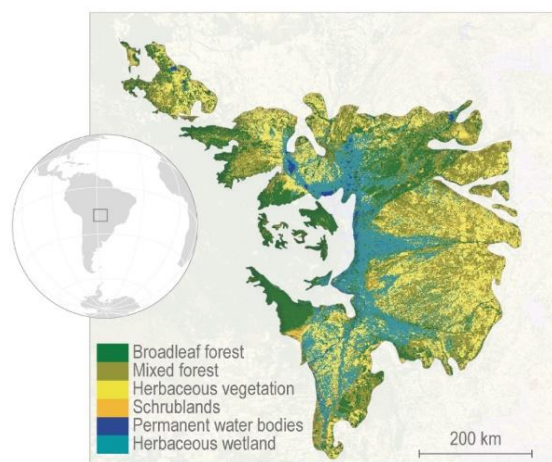 Broadleaf forest
Mixed forest
Herbaceous vegetation
Schrublands
Permanent water bodies
Herbaceous wetland
200 km